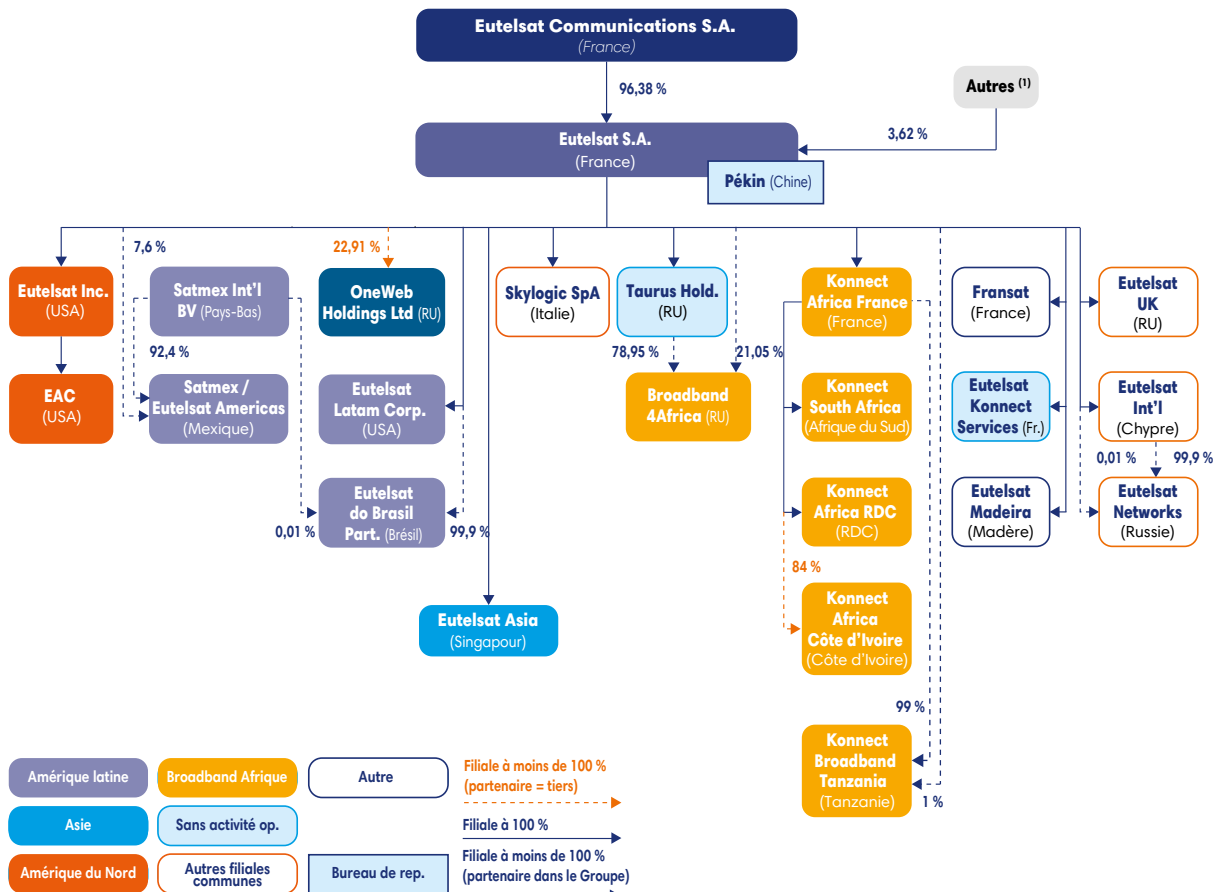 Eutelsat Communications S.A.
(France)
96,38 %
Autres (1)
3,62 %
Eutelsat S.A.
(France)
Pékin (Chine)
7,6 %
22,91 %
Eutelsat Inc.
(USA)
Satmex Int'l
BV (Pays-Bas)
OneWeb
Holdings Ltd (RU)
Skylogic SpA
(Italie)
Taurus Hold.
(RU)
Konnect
Africa France
(France)
Fransat
(France)
Eutelsat
UK
(RU)
92,4 %
78,95 %
21,05 %
EAC
(USA)
Satmex /
Eutelsat Americas
(Mexique)
Eutelsat
Latam Corp.
(USA)
Broadband
4Africa (RU)
Konnect
South Africa
(Afrique du Sud)
Eutelsat
Konnect
Services (Fr.)
Eutelsat
Int'l
(Chypre)
0,01 %
99,9 %
Eutelsat
do Brasil
Part. (Brésil)
0,01 %
99,9 %
Konnect
Africa RDC
(RDC)
Eutelsat
Madeira
(Madère)
Eutelsat
Networks
(Russie)
84 %
Eutelsat Asia
(Singapour)
Konnect
Africa
Côte d'Ivoire
(Côte d'Ivoire)
99 %
Konnect
Broadband
Tanzania
(Tanzanie)
1 %
Amérique latine
Broadband Afrique
Autre
Filiale à moins de 100 %
(partenaire = tiers)
Asie
Sans activité op.
Filiale à 100 %
Amérique du Nord
Autres filiales
communes
Bureau de rep.
Filiale à moins de 100 %
(partenaire dans le Groupe)